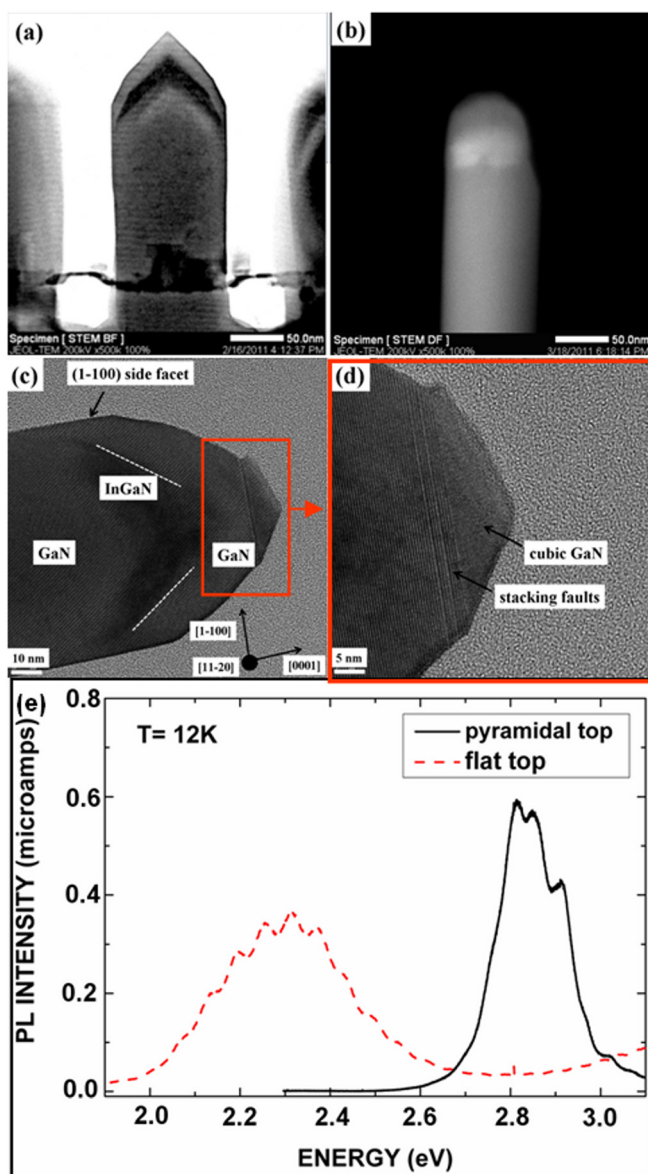 (a)
Specimen [ STEM BF ]
50.0nm
JEOL-TEM 200kV x500k 100%
2/16/2011 4:12:37 PM
(b)
Specimen [ STEM DF ]
50.0nm
JEOL-TEM 200kV x500k 100%
3/18/2011 6:18:14 PM
(c)
(1-100) side facet
InGaN
GaN
GaN
[1-100]
[11-20]
[0001]
10 nm
(d)
cubic GaN
stacking faults
5 nm
(e)
T= 12K
pyramidal top
flat top
PL INTENSITY (microamps)
0.8
0.6
0.4
0.2
0.0
2.0 2.2 2.4 2.6 2.8 3.0
ENERGY (eV)